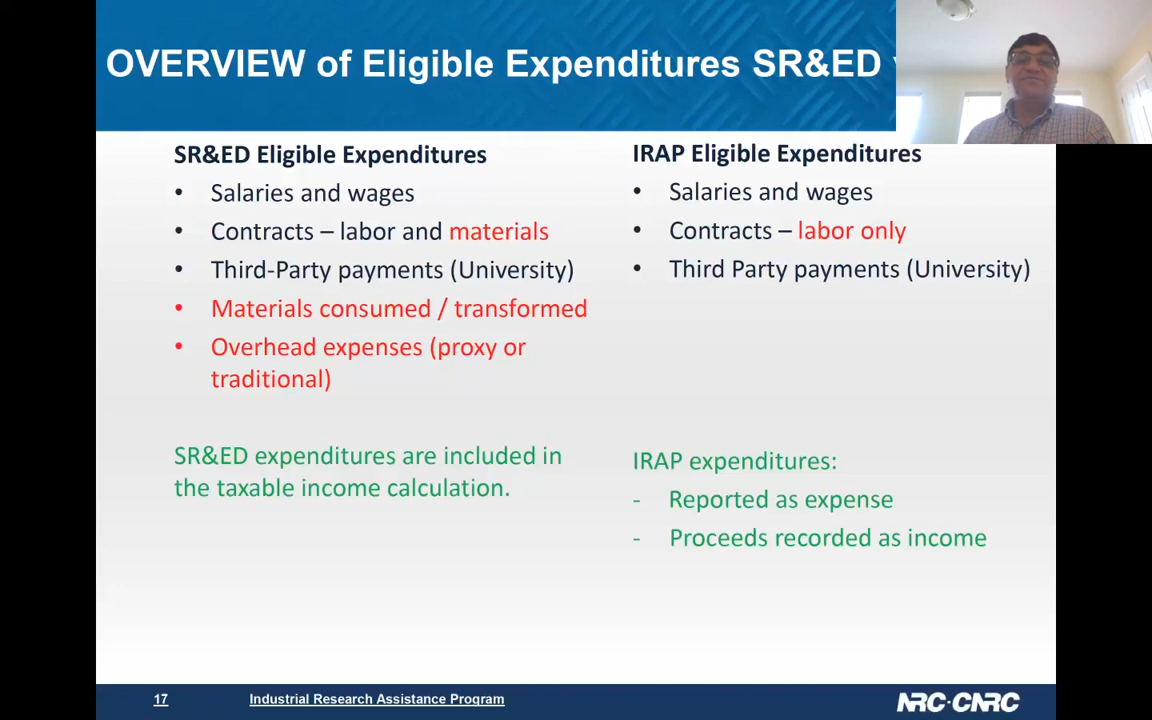 OVERVIEW of Eligible Expenditures SR&ED
SR&ED Eligible Expenditures
• Salaries and wages
• Contracts – labor and materials
• Third-Party payments (University)
• Materials consumed / transformed
• Overhead expenses (proxy or
traditional)
SR&ED expenditures are included in
the taxable income calculation.
IRAP Eligible Expenditures
• Salaries and wages
• Contracts – labor only
• Third Party payments (University)
IRAP expenditures:
- Reported as expense
- Proceeds recorded as income
17
Industrial Research Assistance Program
NRC·CNRC